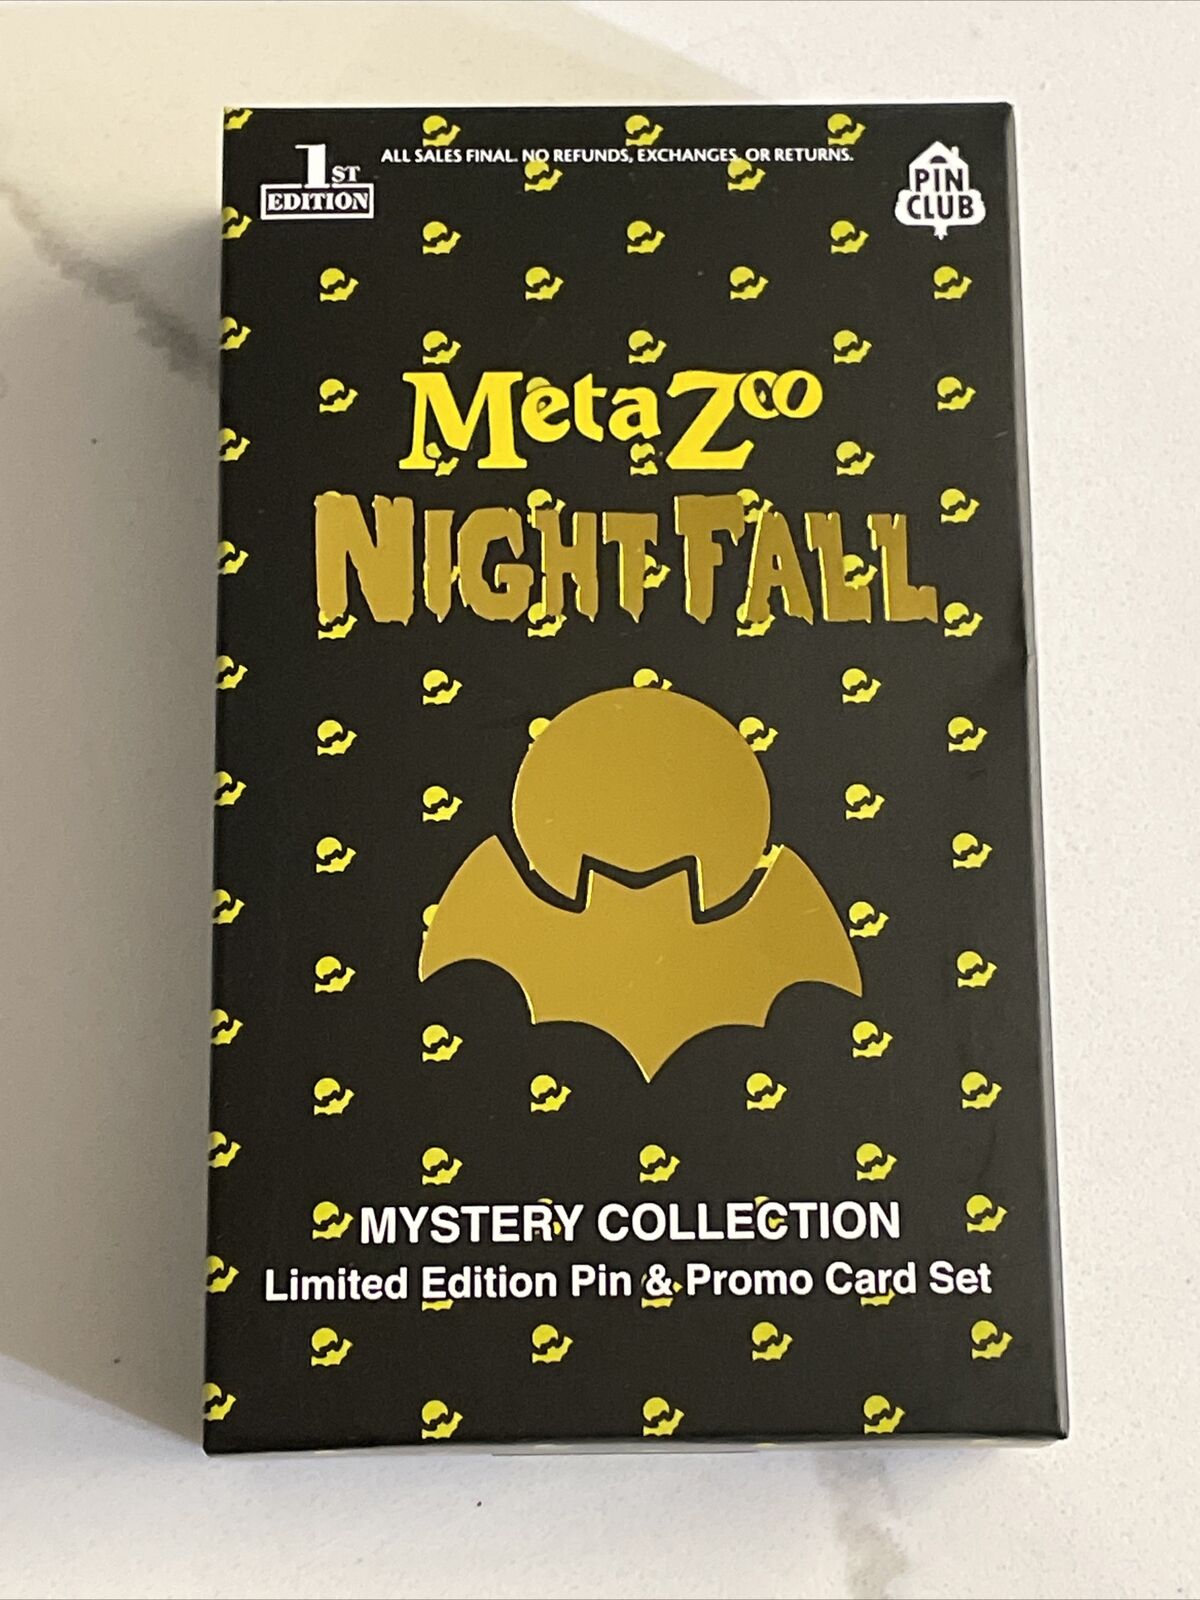 1ST
EDITION
ALL SALES FINAL. NO REFUNDS, EXCHANGES, OR RETURNS.
PIN
CLUB
MetaZoo
NIGHTFALL
MYSTERY COLLECTION
Limited Edition Pin & Promo Card Set